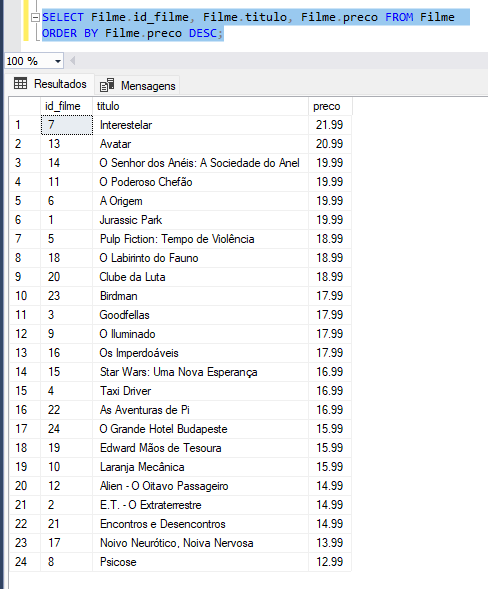 SELECT Filme.id_filme, Filme.titulo, Filme.preco FROM Filme
ORDER BY Filme.preco DESC;
100 %
Resultados Mensagens
id_filme titulo preco
1 7 Interestelar 21.99
2 13 Avatar 20.99
3 14 O Senhor dos Anéis: A Sociedade do Anel 19.99
4 11 O Poderoso Chefão 19.99
5 6 A Origem 19.99
6 1 Jurassic Park 19.99
7 5 Pulp Fiction: Tempo de Violência 18.99
8 18 O Labirinto do Fauno 18.99
9 20 Clube da Luta 18.99
10 23 Birdman 17.99
11 3 Goodfellas 17.99
12 9 O Iluminado 17.99
13 16 Os Imperdoáveis 17.99
14 15 Star Wars: Uma Nova Esperança 16.99
15 4 Taxi Driver 16.99
16 22 As Aventuras de Pi 16.99
17 24 O Grande Hotel Budapeste 15.99
18 19 Edward Mãos de Tesoura 15.99
19 10 Laranja Mecânica 15.99
20 12 Alien - O Oitavo Passageiro 14.99
21 2 E.T. - O Extraterrestre 14.99
22 21 Encontros e Desencontros 14.99
23 17 Noivo Neurótico, Noiva Nervosa 13.99
24 8 Psicose 12.99